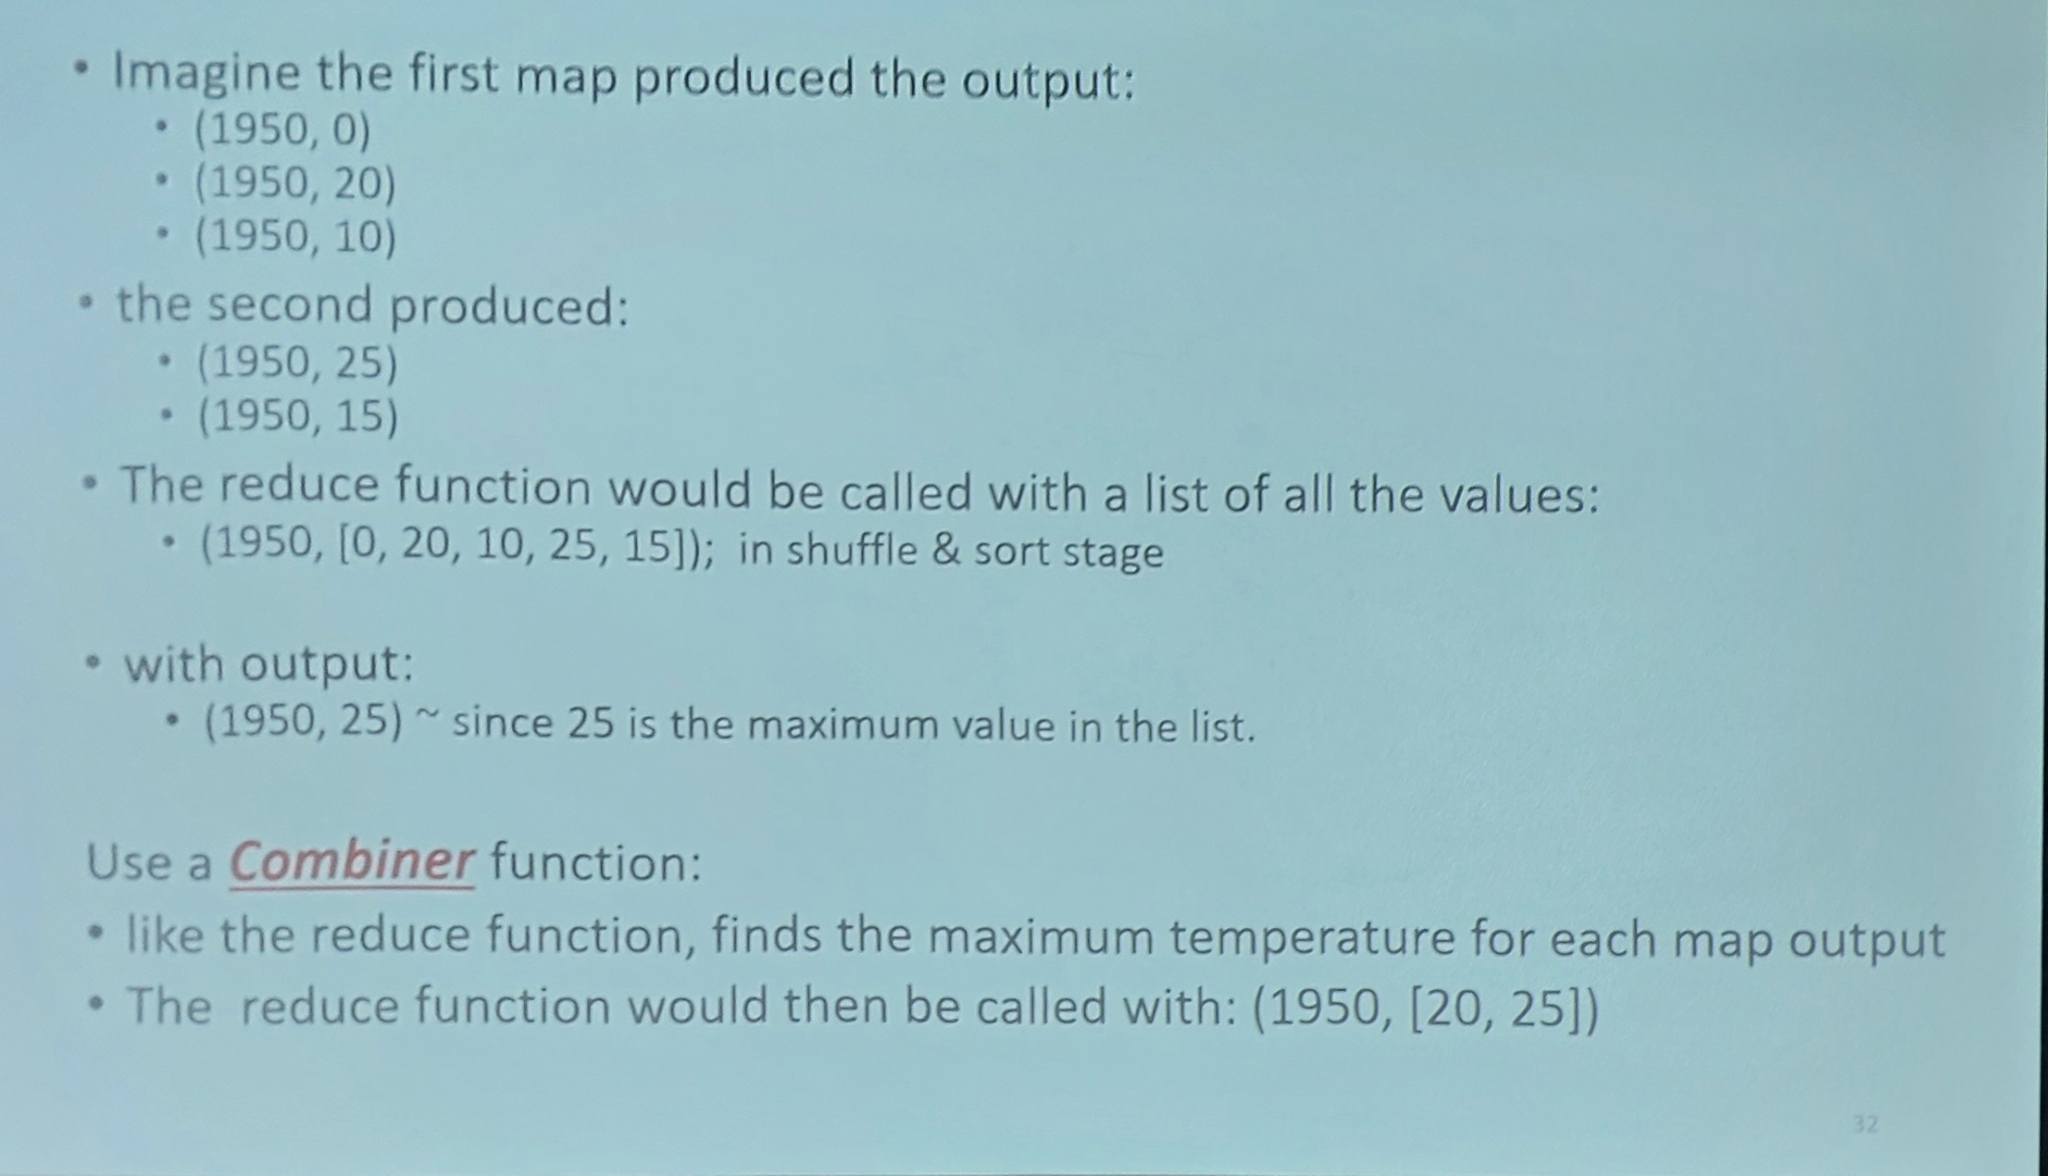 • Imagine the first map produced the output:
• (1950, 0)
• (1950, 20)
• (1950, 10)
• the second produced:
• (1950, 25)
• (1950, 15)
• The reduce function would be called with a list of all the values:
• (1950, [0, 20, 10, 25, 15]); in shuffle & sort stage
• with output:
• (1950, 25) ~ since 25 is the maximum value in the list.
Use a Combiner function:
• like the reduce function, finds the maximum temperature for each map output
• The reduce function would then be called with: (1950, [20, 25])
32